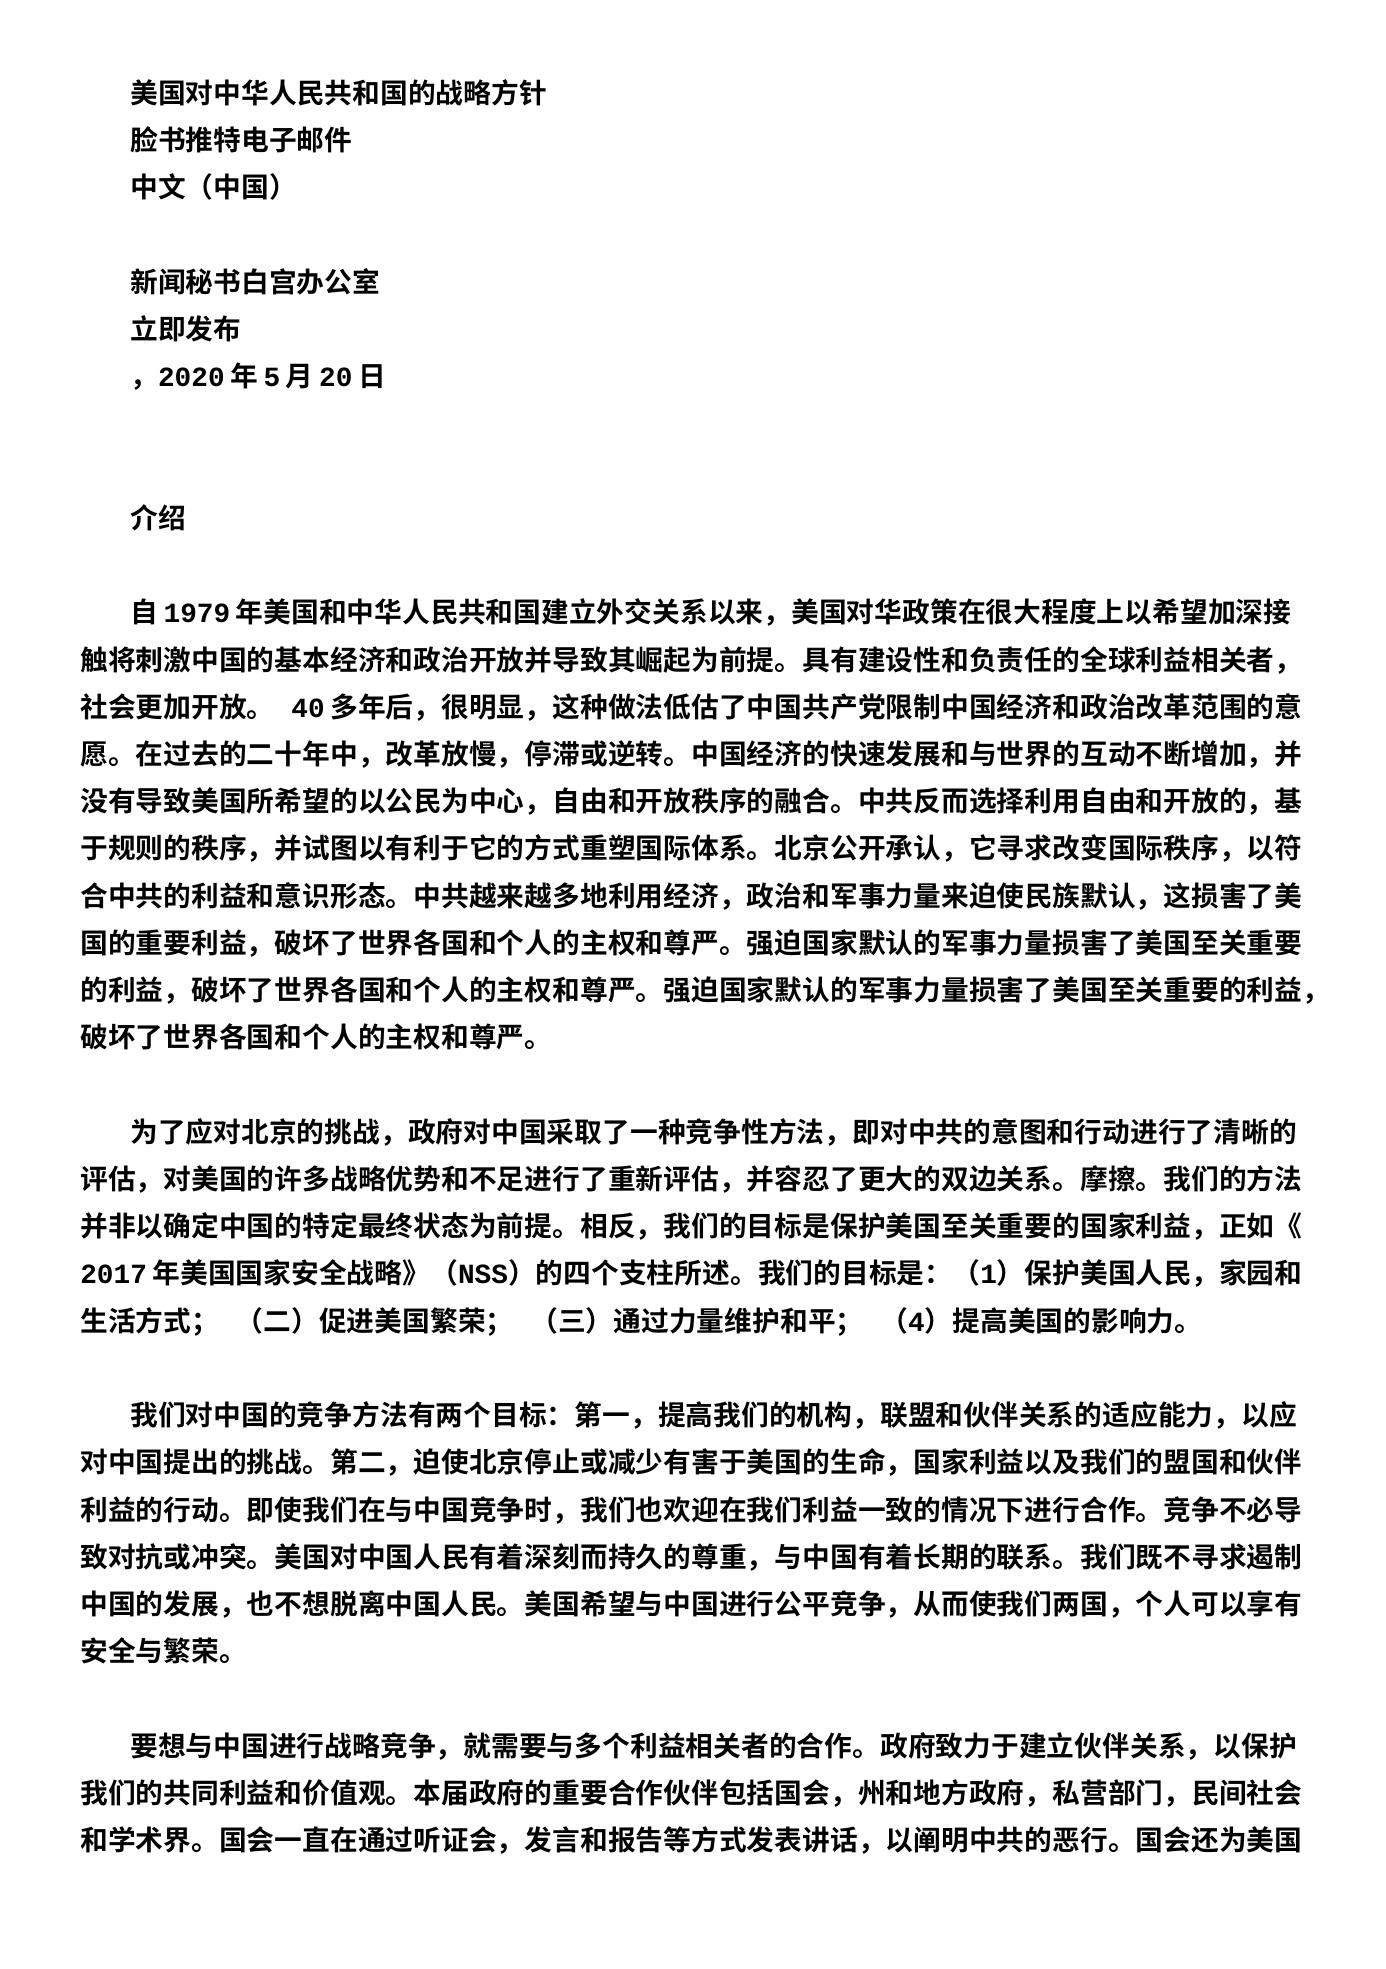 美国对中华人民共和国的战略方针
脸书推特电子邮件
中文（中国）
新闻秘书白宫办公室
立即发布
，2020 年 5 月 20 日
介绍
自 1979 年美国和中华人民共和国建立外交关系以来，美国对华政策在很大程度上以希望加深接
触将刺激中国的基本经济和政治开放并导致其崛起为前提。具有建设性和负责任的全球利益相关者，
社会更加开放。 40 多年后，很明显，这种做法低估了中国共产党限制中国经济和政治改革范围的意
愿。在过去的二十年中，改革放慢，停滞或逆转。中国经济的快速发展和与世界的互动不断增加，并
没有导致美国所希望的以公民为中心，自由和开放秩序的融合。中共反而选择利用自由和开放的，基
于规则的秩序，并试图以有利于它的方式重塑国际体系。北京公开承认，它寻求改变国际秩序，以符
合中共的利益和意识形态。中共越来越多地利用经济，政治和军事力量来迫使民族默认，这损害了美
国的重要利益，破坏了世界各国和个人的主权和尊严。强迫国家默认的军事力量损害了美国至关重要
的利益，破坏了世界各国和个人的主权和尊严。强迫国家默认的军事力量损害了美国至关重要的利益，
破坏了世界各国和个人的主权和尊严。
为了应对北京的挑战，政府对中国采取了一种竞争性方法，即对中共的意图和行动进行了清晰的
评估，对美国的许多战略优势和不足进行了重新评估，并容忍了更大的双边关系。摩擦。我们的方法
并非以确定中国的特定最终状态为前提。相反，我们的目标是保护美国至关重要的国家利益，正如《
2017 年美国国家安全战略》（NSS）的四个支柱所述。我们的目标是：（1）保护美国人民，家园和
生活方式； （二）促进美国繁荣； （三）通过力量维护和平； （4）提高美国的影响力。
我们对中国的竞争方法有两个目标：第一，提高我们的机构，联盟和伙伴关系的适应能力，以应
对中国提出的挑战。第二，迫使北京停止或减少有害于美国的生命，国家利益以及我们的盟国和伙伴
利益的行动。即使我们在与中国竞争时，我们也欢迎在我们利益一致的情况下进行合作。竞争不必导
致对抗或冲突。美国对中国人民有着深刻而持久的尊重，与中国有着长期的联系。我们既不寻求遏制
中国的发展，也不想脱离中国人民。美国希望与中国进行公平竞争，从而使我们两国，个人可以享有
安全与繁荣。
要想与中国进行战略竞争，就需要与多个利益相关者的合作。政府致力于建立伙伴关系，以保护
我们的共同利益和价值观。本届政府的重要合作伙伴包括国会，州和地方政府，私营部门，民间社会
和学术界。国会一直在通过听证会，发言和报告等方式发表讲话，以阐明中共的恶行。国会还为美国